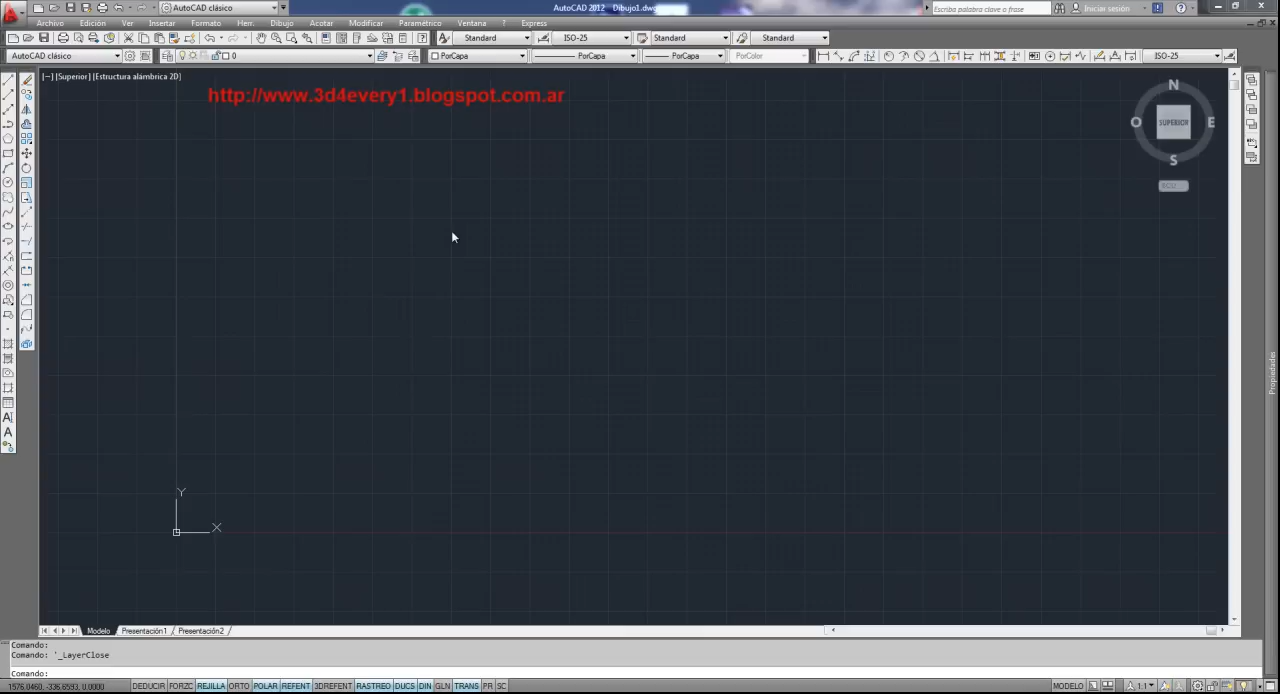 AutoCAD clásico
AutoCAD 2012 Dibujo1.dwg
Escriba palabra clave o frase
Iniciar sesión
Archivo Edición Ver Insertar Formato Herr. Dibujo Acotar Modificar Paramétrico Ventana ? Express
Standard ISO-25 Standard Standard
AutoCAD clásico 0 PorCapa PorCapa PorCapa PorColor ISO-25
[−] [Superior] [Estructura alámbrica 2D]
http://www.3d4every1.blogspot.com.ar
N
O SUPERIOR E
S
Propiedades
Y
X
Modelo Presentación1 Presentación2
Comando:
Comando: '_LayerClose
Comando:
1576.0460, -336.6593, 0.0000 DEDUCIR FORZC REJILLA ORTO POLAR REFENT 3DREFENT RASTREO DUCS DIN GLN TRANS PR SC MODELO 1:1